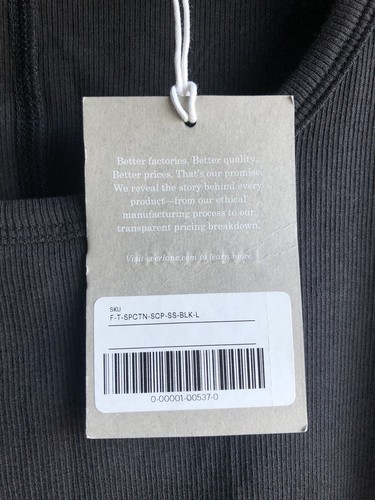 Better factories. Better quality.
Better prices. That's our promise.
We reveal the story behind every
product—from our ethical
manufacturing process to our
transparent pricing breakdown.
Visit everlane.com to learn more.
SKU
F-T-SPCTN-SCP-SS-BLK-L
0-00001-00537-0